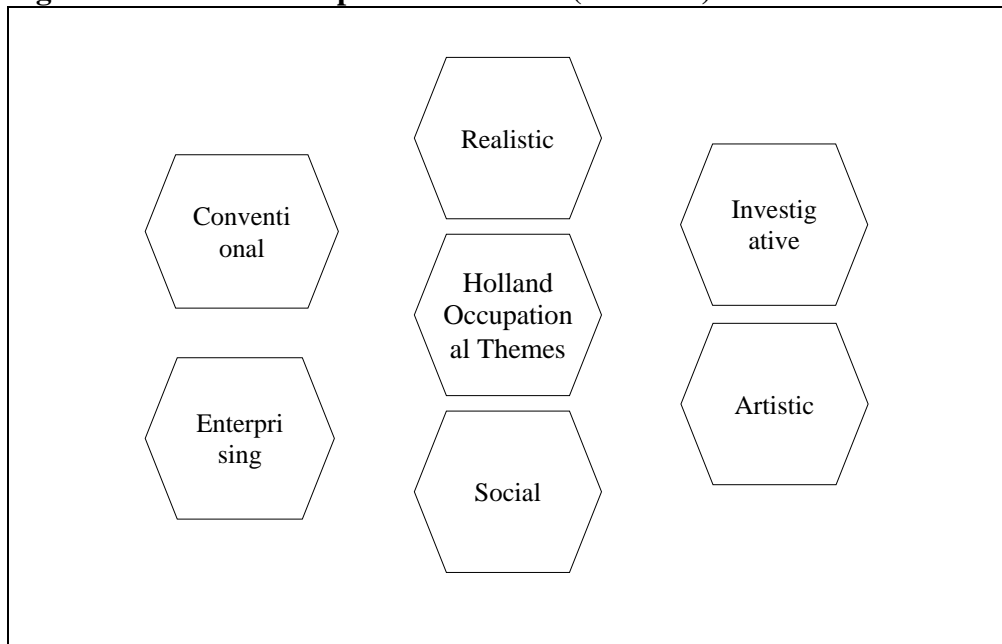 Realistic
Conventi
onal
Investig
ative
Holland
Occupation
al Themes
Enterpri
sing
Artistic
Social